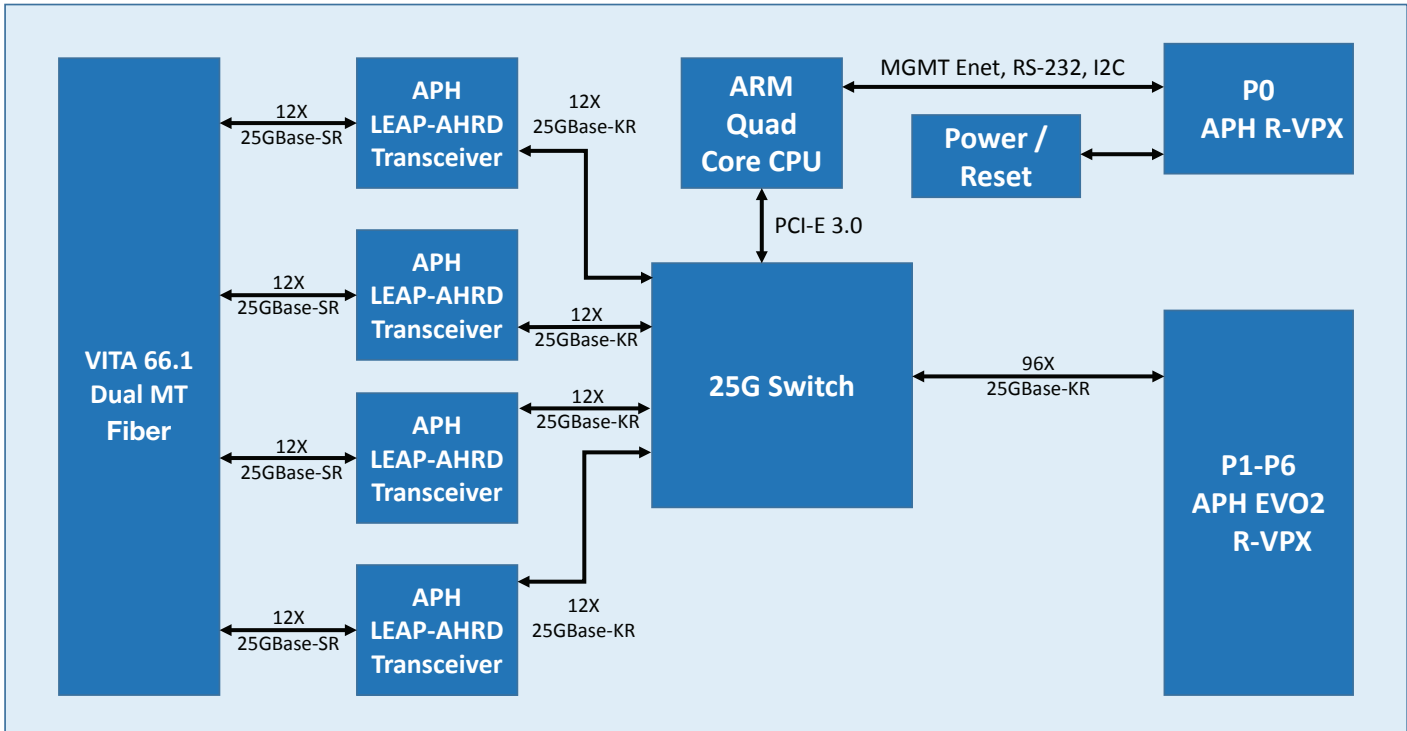 VITA 66.1
Dual MT
Fiber
12X
25GBase-SR
APH
LEAP-AHRD
Transceiver
12X
25GBase-KR
12X
25GBase-SR
APH
LEAP-AHRD
Transceiver
12X
25GBase-KR
12X
25GBase-SR
APH
LEAP-AHRD
Transceiver
12X
25GBase-KR
12X
25GBase-SR
APH
LEAP-AHRD
Transceiver
12X
25GBase-KR
ARM
Quad
Core CPU
MGMT Enet, RS-232, I2C
P0
APH R-VPX
Power /
Reset
PCI-E 3.0
25G Switch
96X
25GBase-KR
P1-P6
APH EVO2
R-VPX